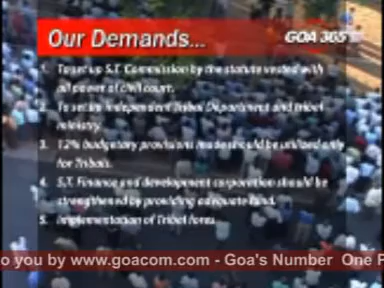 Our Demands...
GOA 365
1. To set up S.T. Commission by the statute vested with
all power of civil court.
2. To set up independent Tribal Department and tribal
ministry.
3. 12% budgetary provisions made should be utilized only
for Tribals.
4. S.T. Finance and development corporation should be
strengthened by providing adequate fund.
5. Implementation of Tribal
o you by www.goacom.com - Goa's Number One P